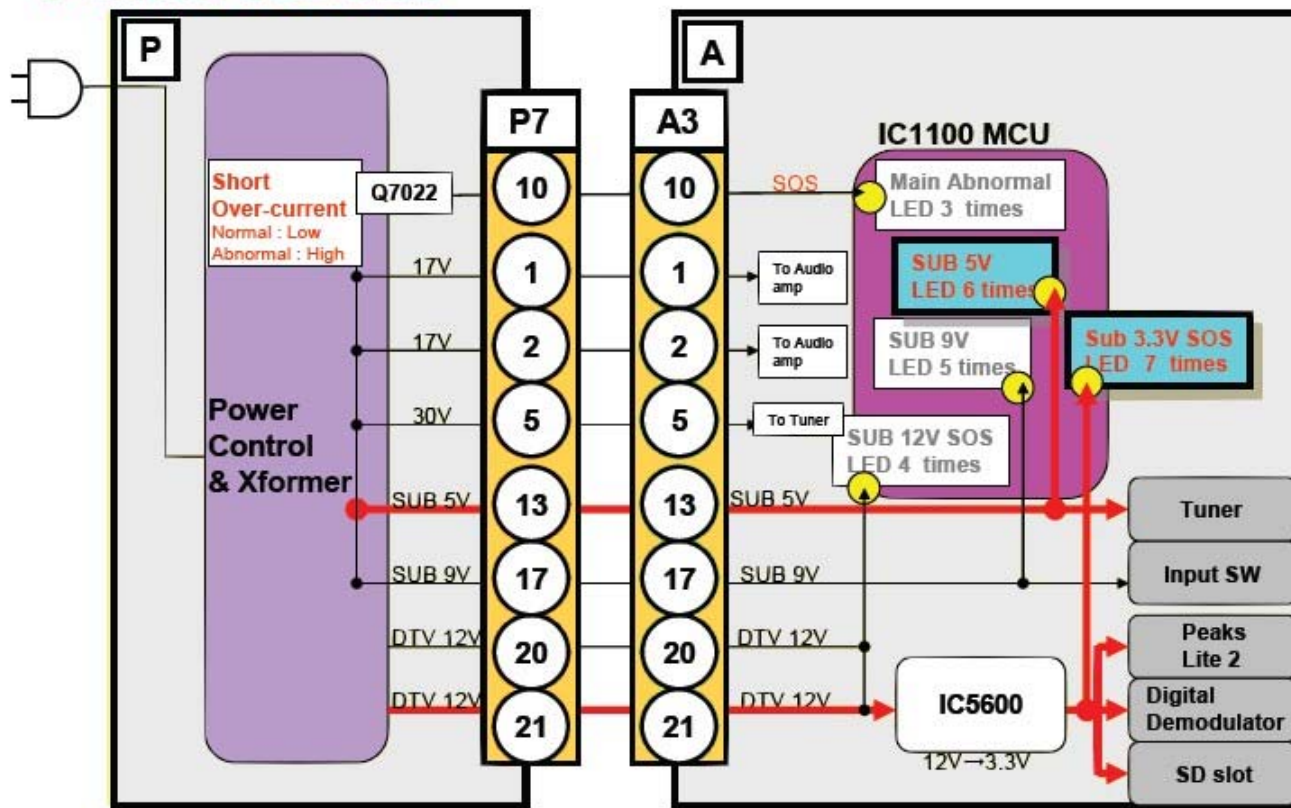 P
A
P7
A3
IC1100 MCU
Short
Over-current
Normal : Low
Abnormal : High
Q7022
10
10
SOS
Main Abnormal
LED 3 times
17V
1
1
To Audio
amp
SUB 5V
LED 6 times
17V
2
2
To Audio
amp
SUB 9V
LED 5 times
Sub 3.3V SOS
LED 7 times
Power
Control
& Xformer
30V
5
5
To Tuner
SUB 12V SOS
LED 4 times
SUB 5V
13
13
SUB 5V
Tuner
SUB 9V
17
17
SUB 9V
Input SW
DTV 12V
20
20
DTV 12V
Peaks
Lite 2
DTV 12V
21
21
DTV 12V
IC5600
12V→3.3V
Digital
Demodulator
SD slot